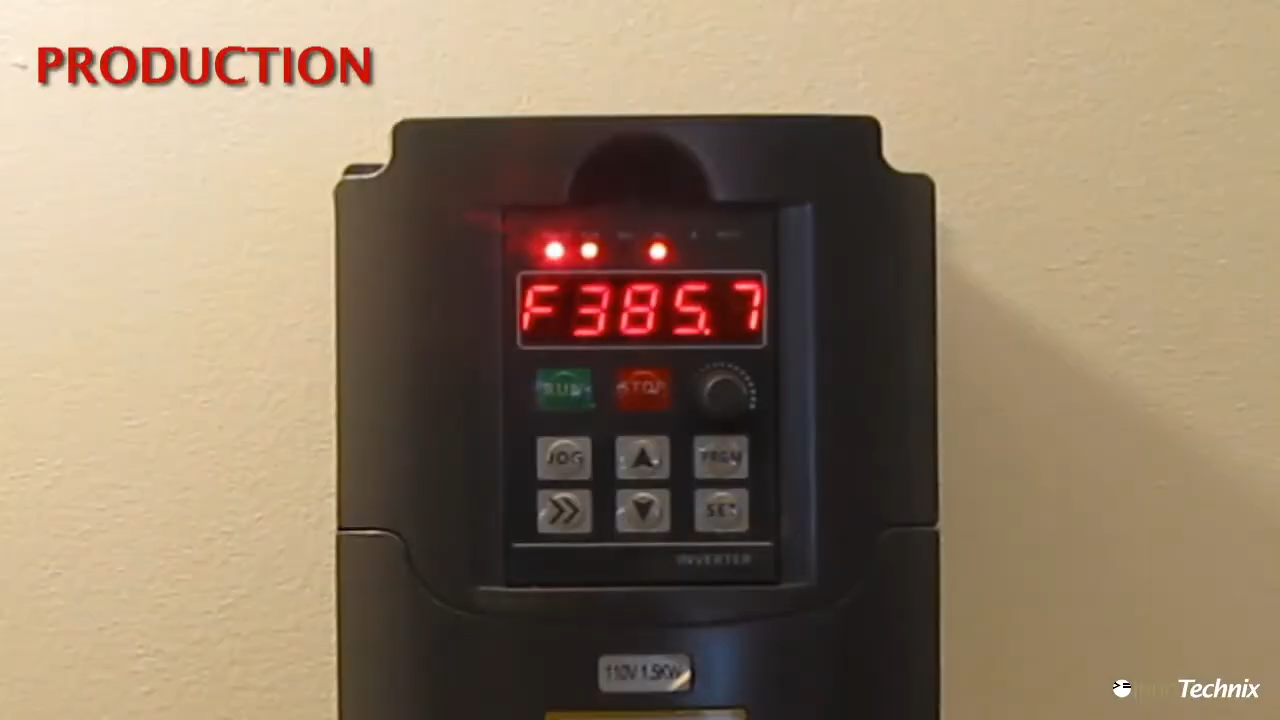 PRODUCTION
F385.7
RUN STOP
JOG PRGM
SET
INVERTER
110V 1.5KW
Technix